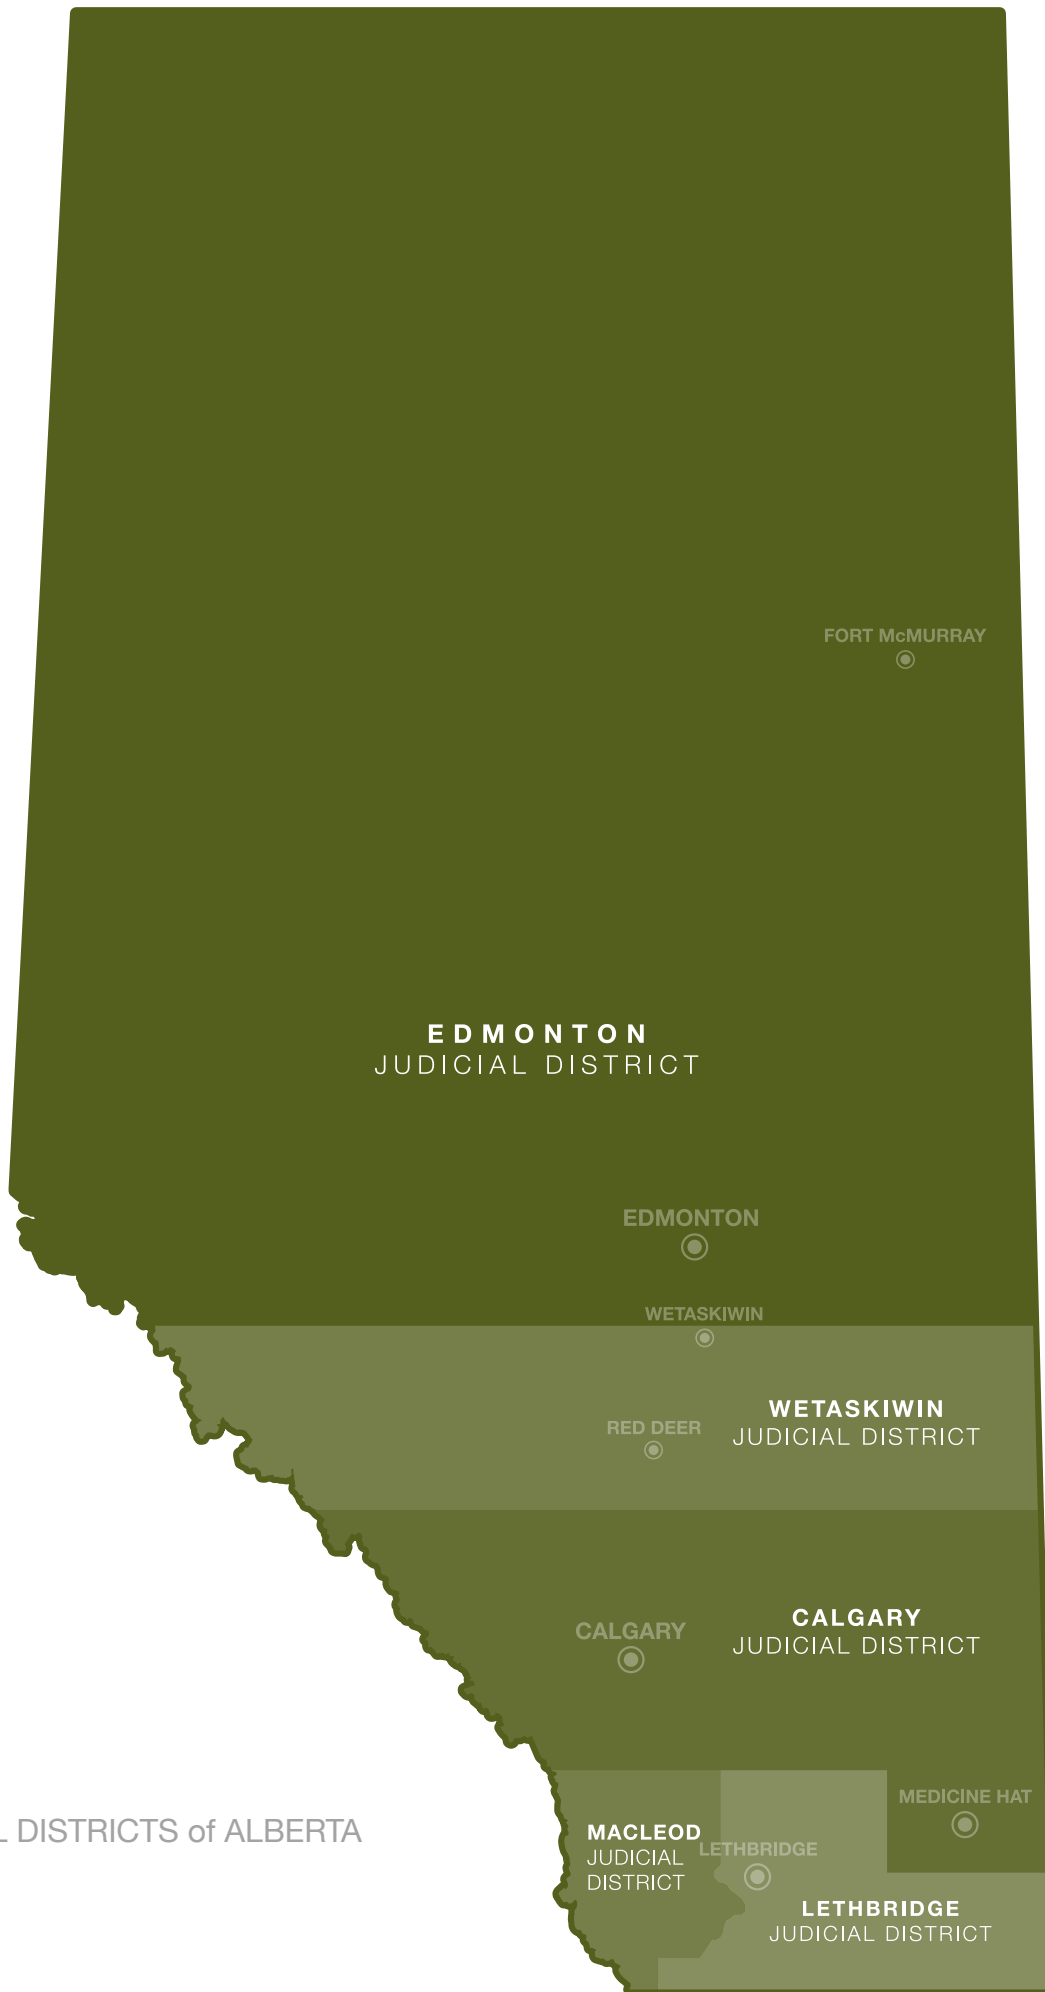 FORT McMURRAY
EDMONTON
JUDICIAL DISTRICT
EDMONTON
WETASKIWIN
WETASKIWIN
JUDICIAL DISTRICT
RED DEER
CALGARY
JUDICIAL DISTRICT
CALGARY
MEDICINE HAT
L DISTRICTS of ALBERTA
MACLEOD
JUDICIAL
DISTRICT
LETHBRIDGE
LETHBRIDGE
JUDICIAL DISTRICT